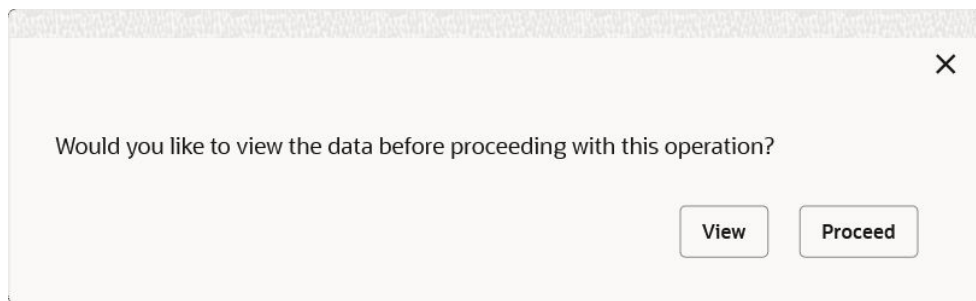 Would you like to view the data before proceeding with this operation?
View Proceed